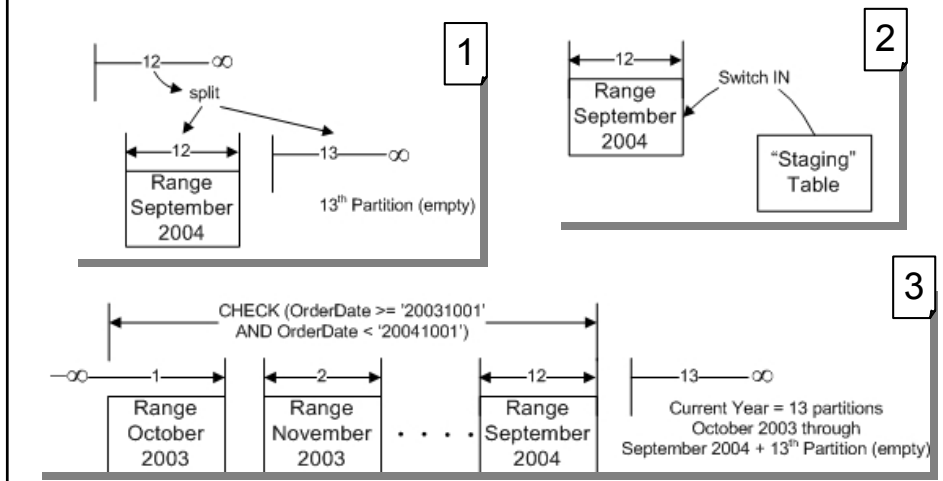 1
12 ∞
split
12
13 ∞
Range
September
2004
13th Partition (empty)
2
12
Range
September
2004
Switch IN
“Staging”
Table
3
CHECK (OrderDate >= '20031001'
AND OrderDate < '20041001')
−∞ 1
2
12
13 ∞
Range
October
2003
Range
November
2003
. . . .
Range
September
2004
Current Year = 13 partitions
October 2003 through
September 2004 + 13th Partition (empty)